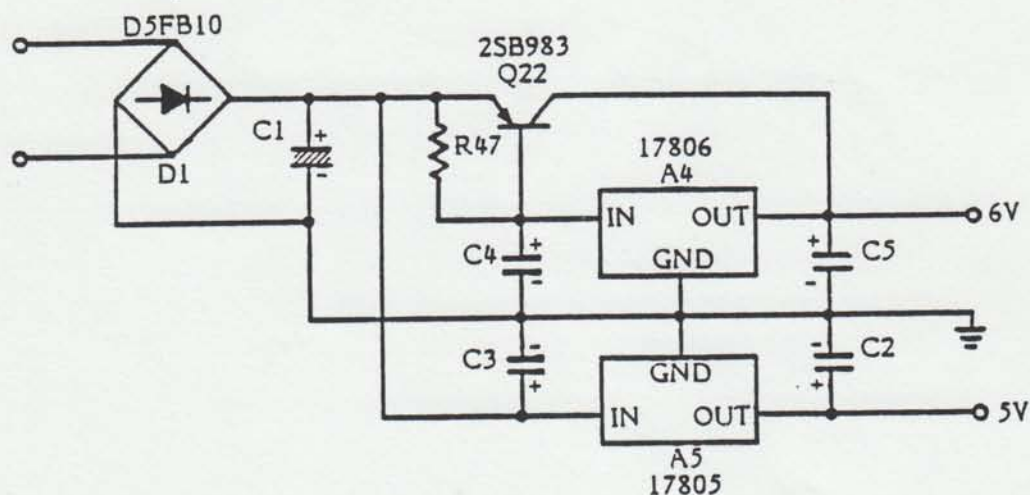 D5FB10
D1
C1
+
-
R47
2SB983
Q22
17806
A4
IN
OUT
GND
6V
C4
+
-
+
C5
-
C3
-
+
GND
IN
OUT
-
C2
+
5V
A5
17805